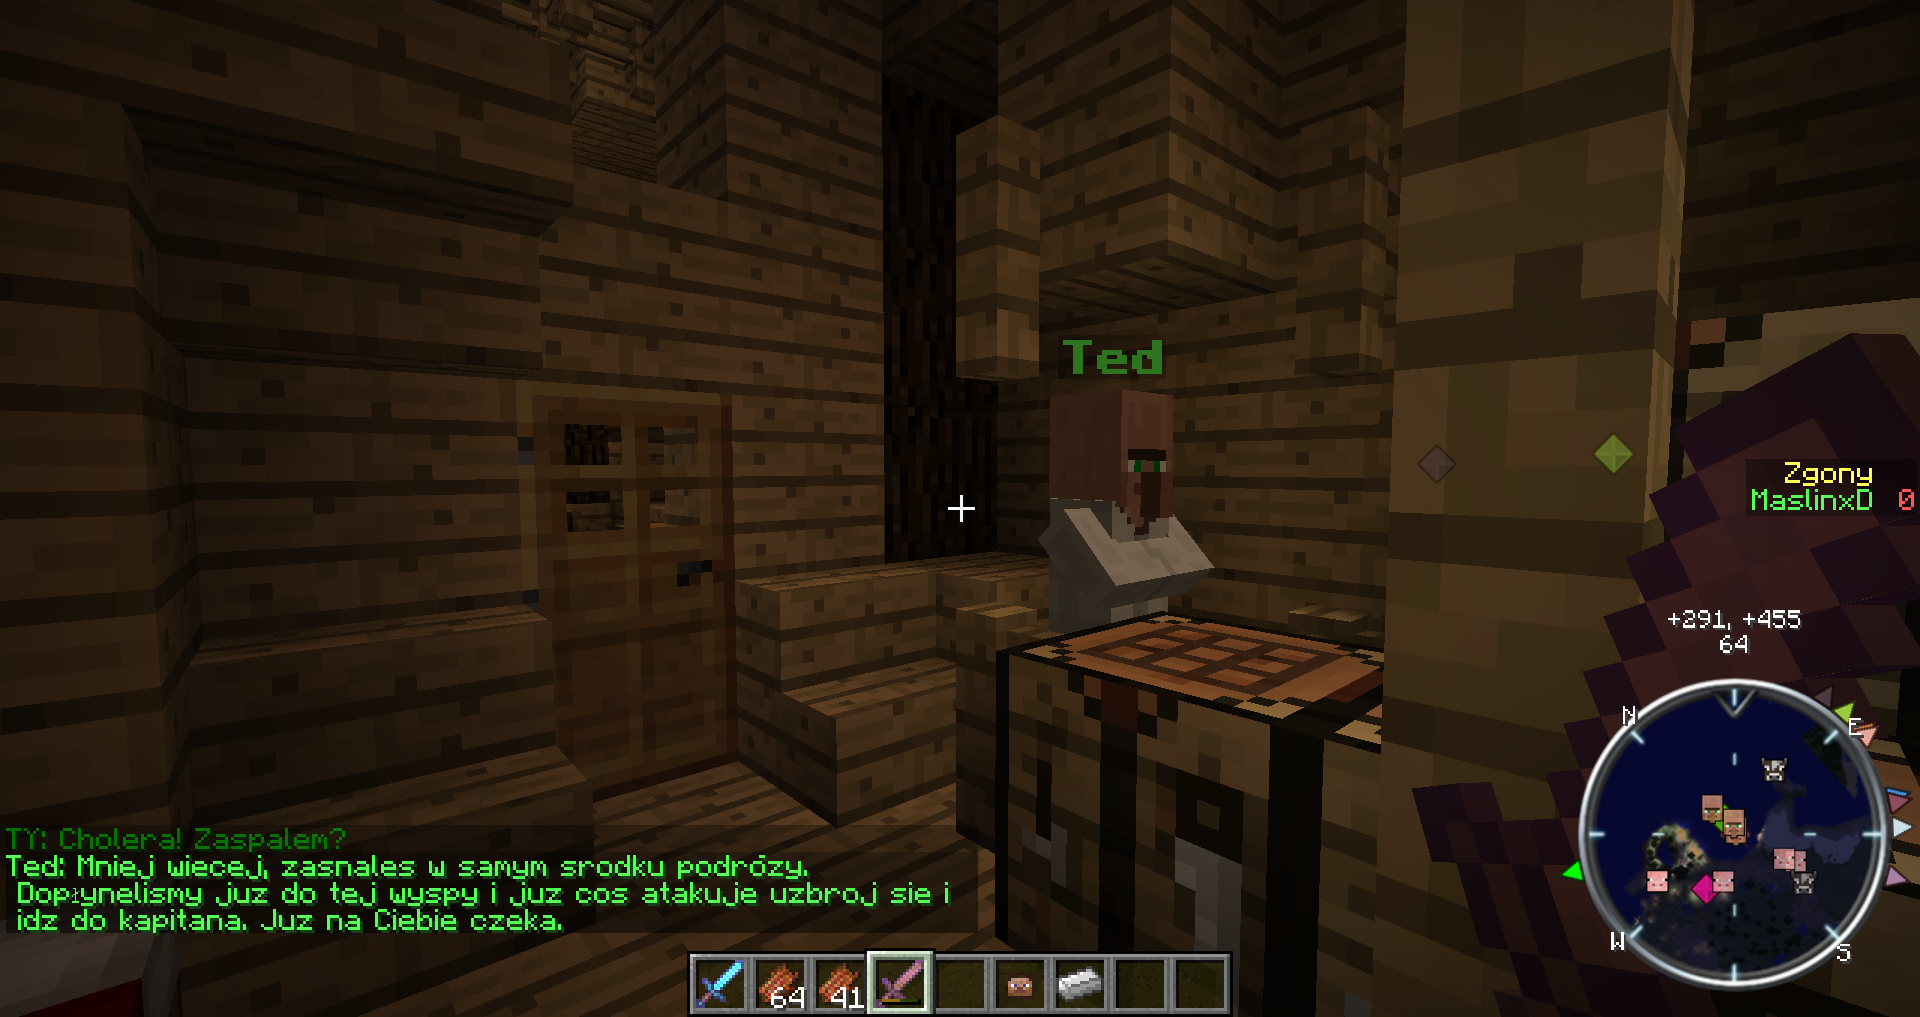 Ted
Zgony
MaslinxD 0
+291, +455
64
N
E
W
S
TY: Cholera! Zaspalem?
Ted: Mniej wiecej, zasnales w samym srodku podrózy.
Dopłynelismy juz do tej wyspy i juz cos atakuje uzbroj sie i
idz do kapitana. Juz na Ciebie czeka.
64 41